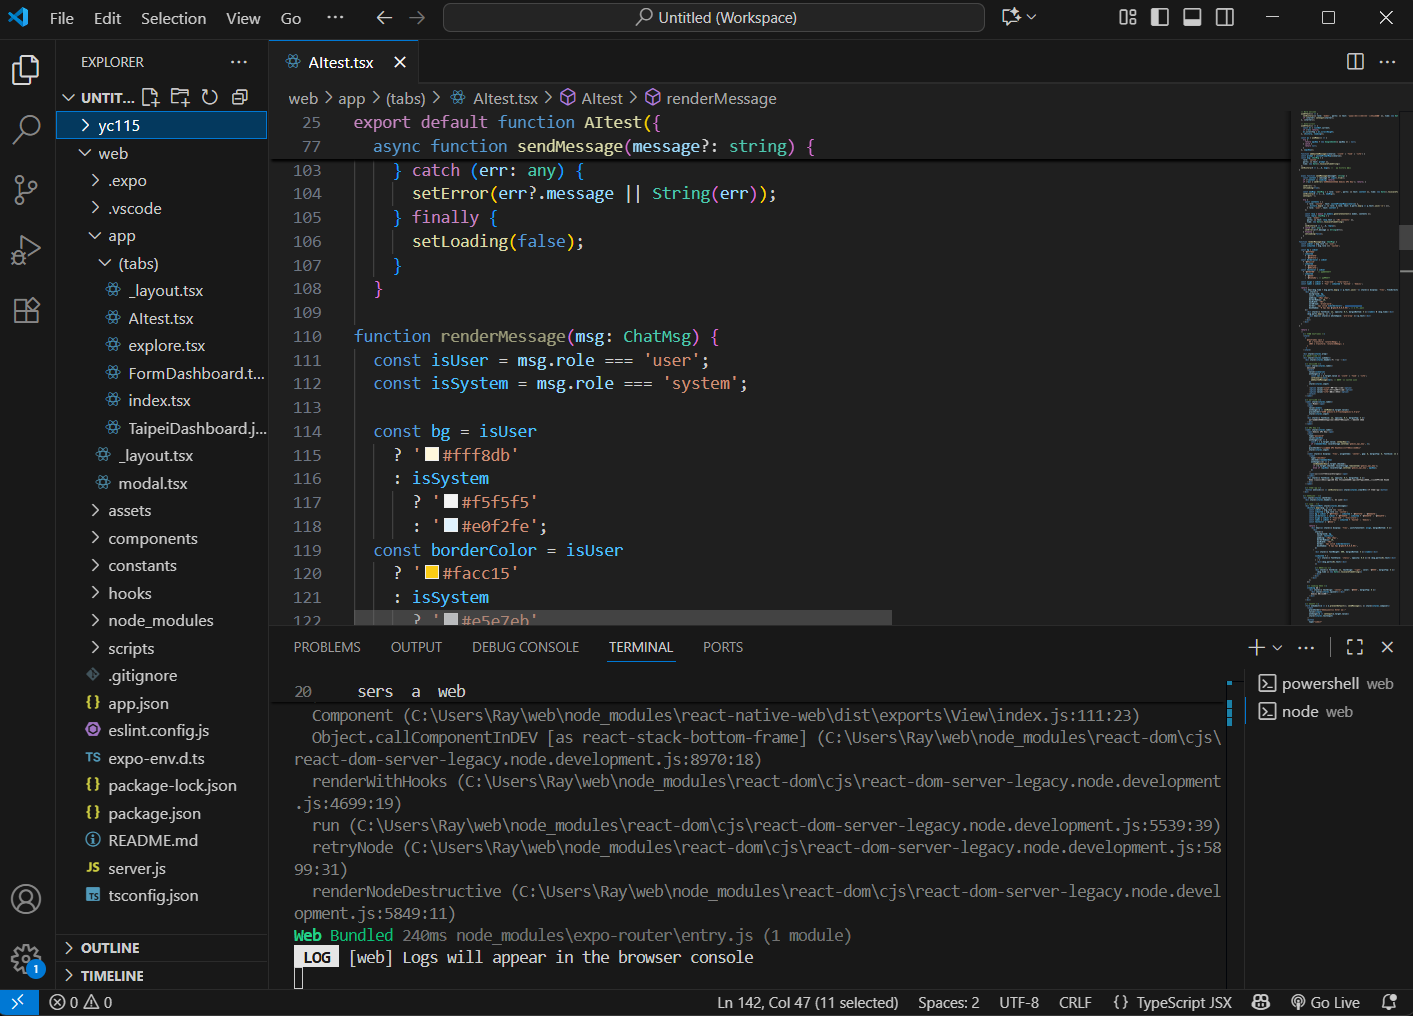 File Edit Selection View Go ··· Untitled (Workspace)
EXPLORER ···
UNTIT...
yc115
web
.expo
.vscode
app
(tabs)
_layout.tsx
AItest.tsx
explore.tsx
FormDashboard.t...
index.tsx
TaipeiDashboard.j...
_layout.tsx
modal.tsx
assets
components
constants
hooks
node_modules
scripts
.gitignore
{} app.json
eslint.config.js
TS expo-env.d.ts
{} package-lock.json
{} package.json
README.md
JS server.js
TS tsconfig.json
OUTLINE
TIMELINE
1
AItest.tsx
web > app > (tabs) > AItest.tsx > AItest > renderMessage
25 export default function AItest({
77 async function sendMessage(message?: string) {
103 } catch (err: any) {
104 setError(err?.message || String(err));
105 } finally {
106 setLoading(false);
107 }
108 }
109
110 function renderMessage(msg: ChatMsg) {
111 const isUser = msg.role === 'user';
112 const isSystem = msg.role === 'system';
113
114 const bg = isUser
115 ? '#fff8db'
116 : isSystem
117 ? '#f5f5f5'
118 : '#e0f2fe';
119 const borderColor = isUser
120 ? '#facc15'
121 : isSystem
122 ? '#e5e7eb'
PROBLEMS OUTPUT DEBUG CONSOLE TERMINAL PORTS
20 sers a web
Component (C:\Users\Ray\web\node_modules\react-native-web\dist\exports\View\index.js:111:23)
Object.callComponentInDEV [as react-stack-bottom-frame] (C:\Users\Ray\web\node_modules\react-dom\cjs\
react-dom-server-legacy.node.development.js:8970:18)
renderWithHooks (C:\Users\Ray\web\node_modules\react-dom\cjs\react-dom-server-legacy.node.development
.js:4699:19)
run (C:\Users\Ray\web\node_modules\react-dom\cjs\react-dom-server-legacy.node.development.js:5539:39)
retryNode (C:\Users\Ray\web\node_modules\react-dom\cjs\react-dom-server-legacy.node.development.js:58
99:31)
renderNodeDestructive (C:\Users\Ray\web\node_modules\react-dom\cjs\react-dom-server-legacy.node.devel
opment.js:5849:11)
Web Bundled 240ms node_modules\expo-router\entry.js (1 module)
LOG [web] Logs will appear in the browser console
powershell web
node web
0 0 Ln 142, Col 47 (11 selected) Spaces: 2 UTF-8 CRLF {} TypeScript JSX Go Live